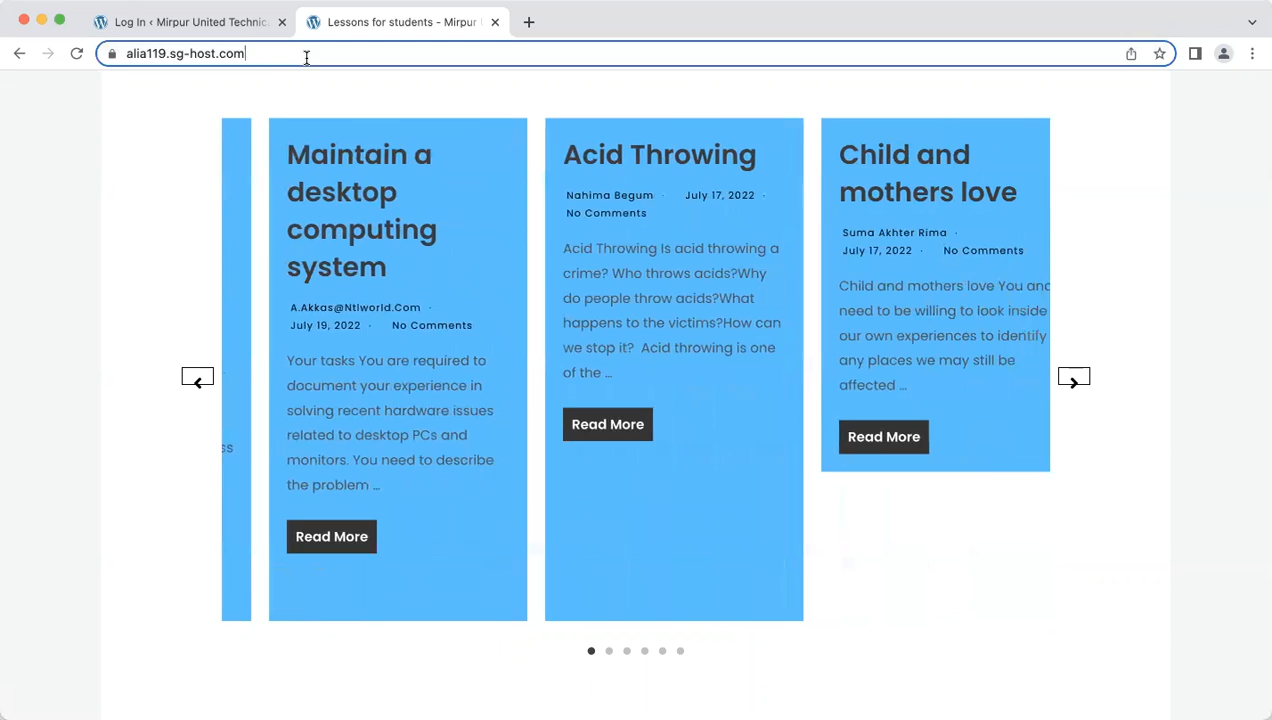 Log In ‹ Mirpur United Technica
Lessons for students - Mirpur U
alia119.sg-host.com
ss
Maintain a
desktop
computing
system
A.Akkas@Ntlworld.Com ·
July 19, 2022 · No Comments
Your tasks You are required to
document your experience in
solving recent hardware issues
related to desktop PCs and
monitors. You need to describe
the problem ...
Read More
Acid Throwing
Nahima Begum · July 17, 2022 ·
No Comments
Acid Throwing Is acid throwing a
crime? Who throws acids?Why
do people throw acids?What
happens to the victims?How can
we stop it? Acid throwing is one
of the ...
Read More
Child and
mothers love
Suma Akhter Rima ·
July 17, 2022 · No Comments
Child and mothers love You and
need to be willing to look inside
our own experiences to identify
any places we may still be
affected ...
Read More